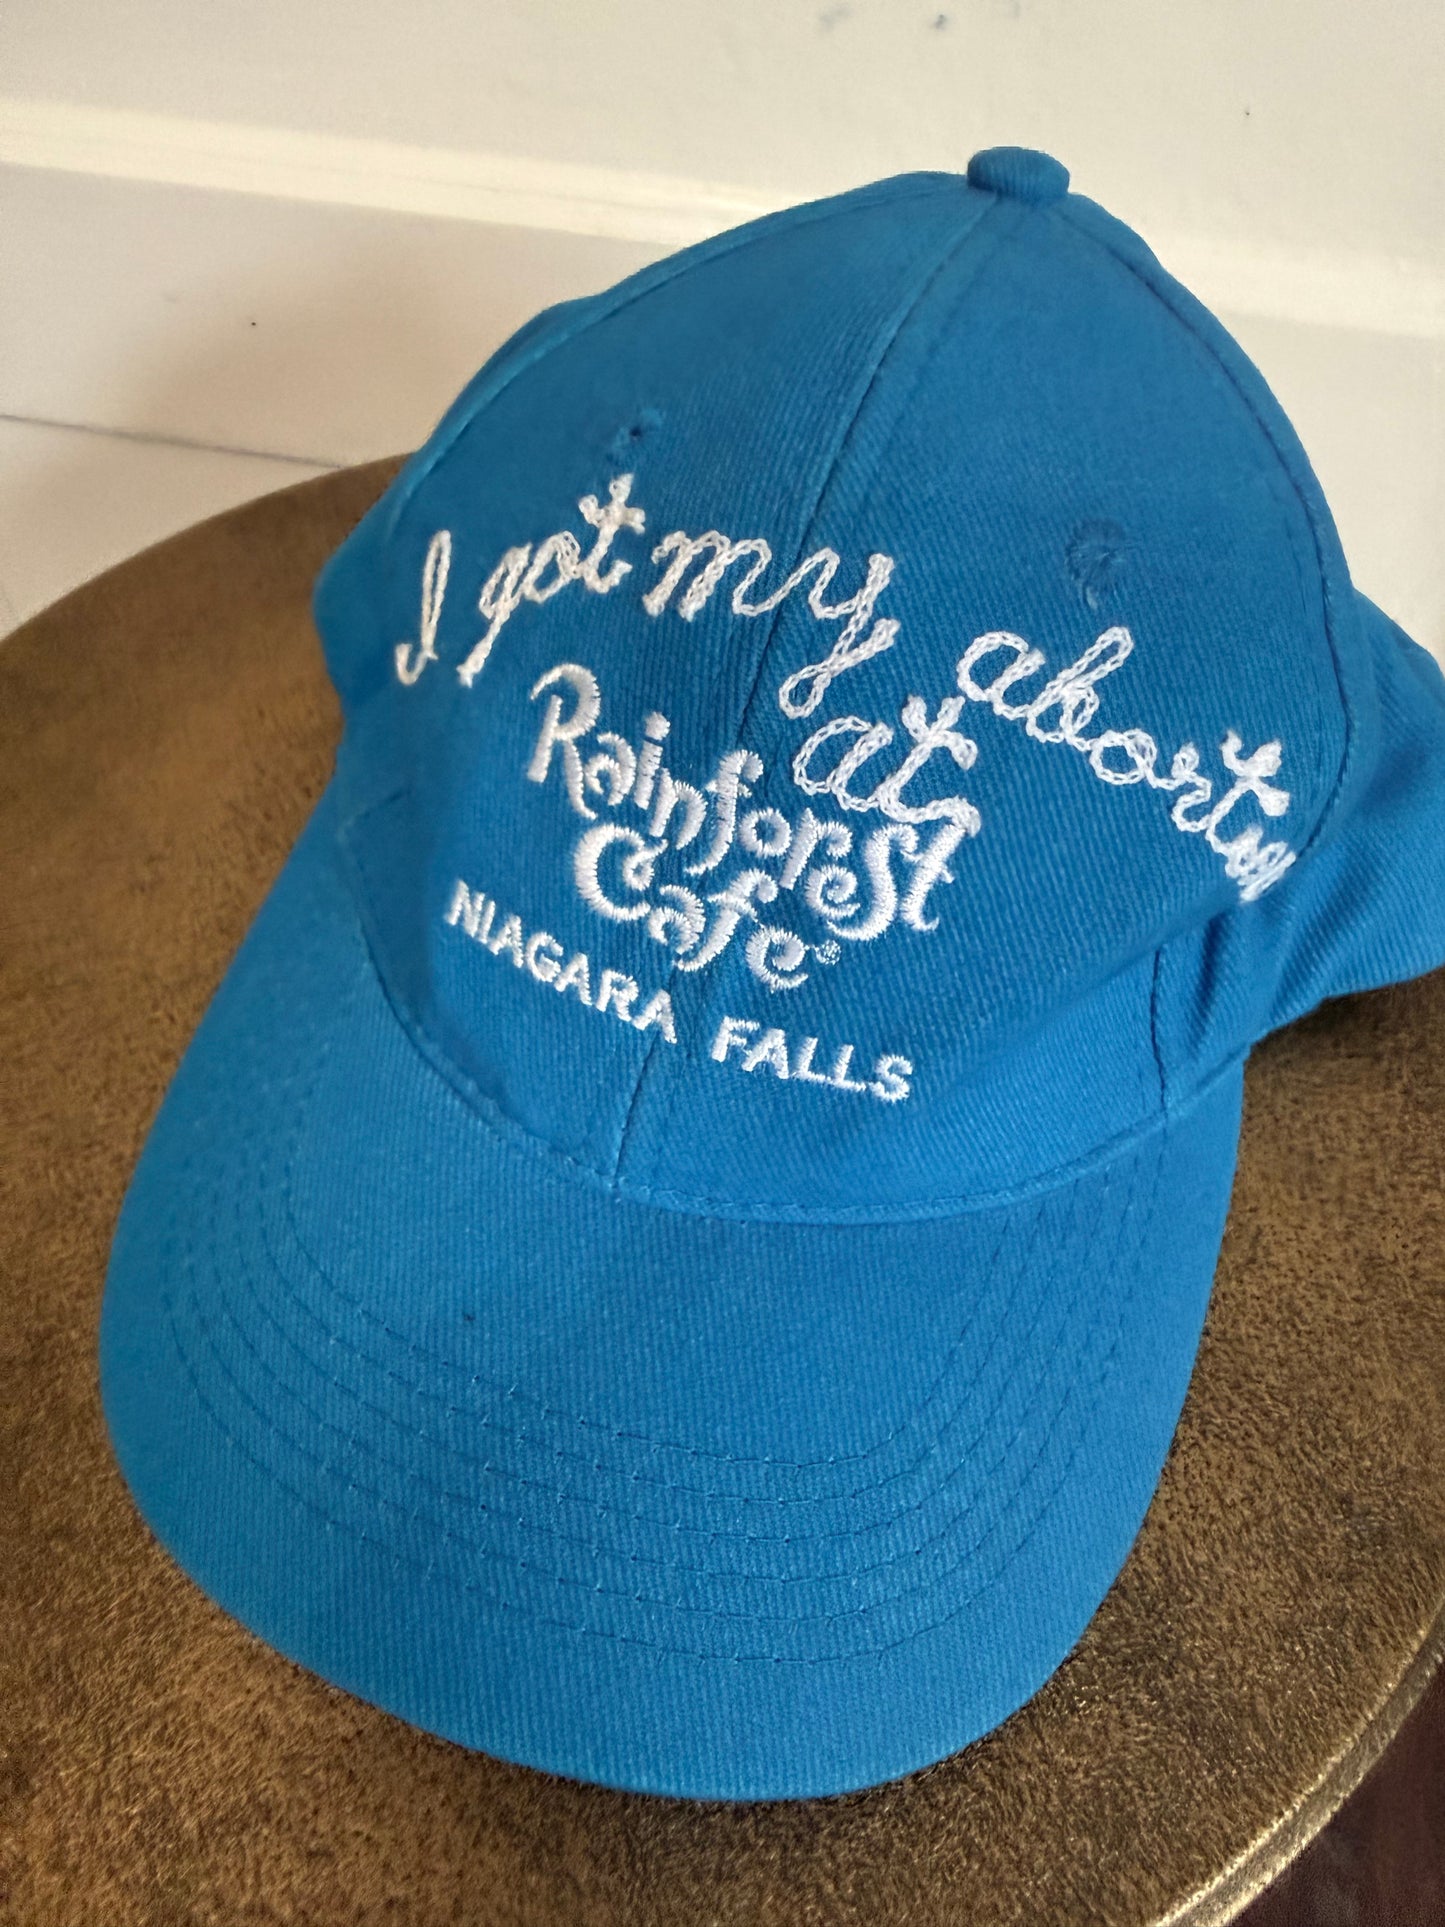 I got my abortion
at
Rainforest
Cafe®
NIAGARA FALLS